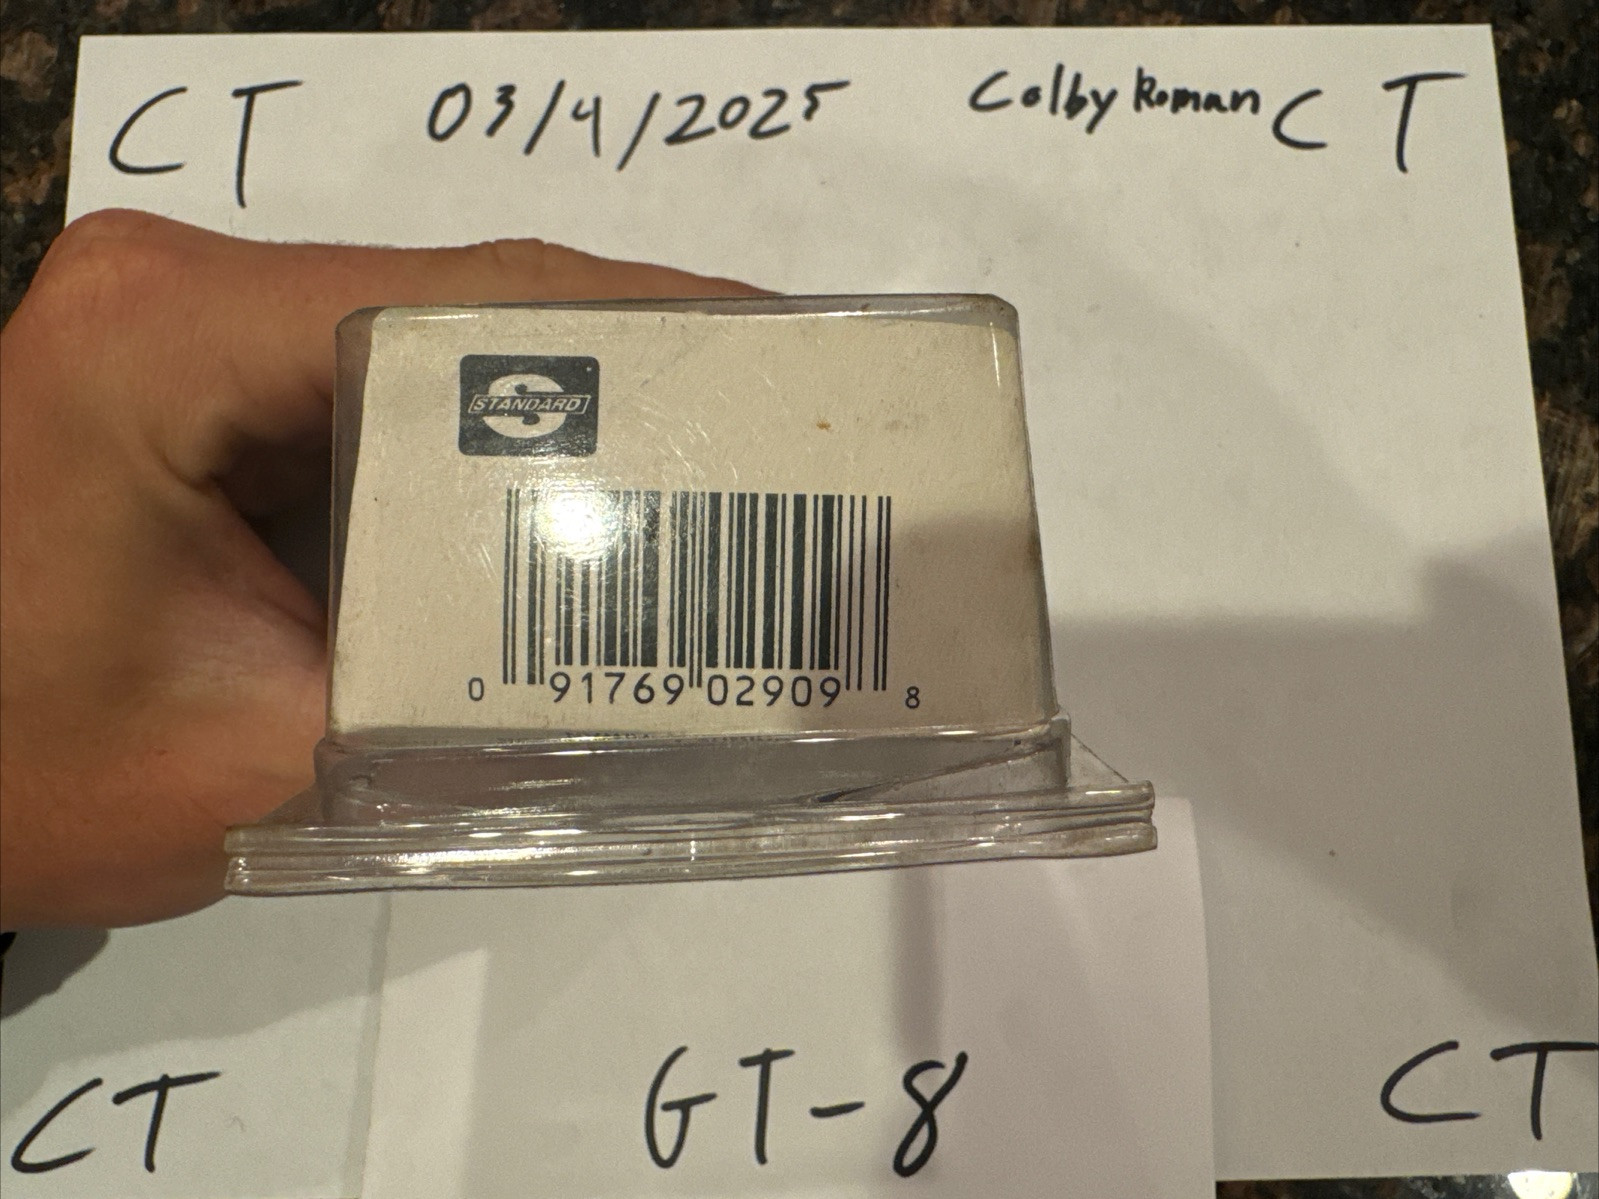 CT 03/4/2025 Colby Roman CT
STANDARD
S
0 91769 02909 8
CT GT-8 CT